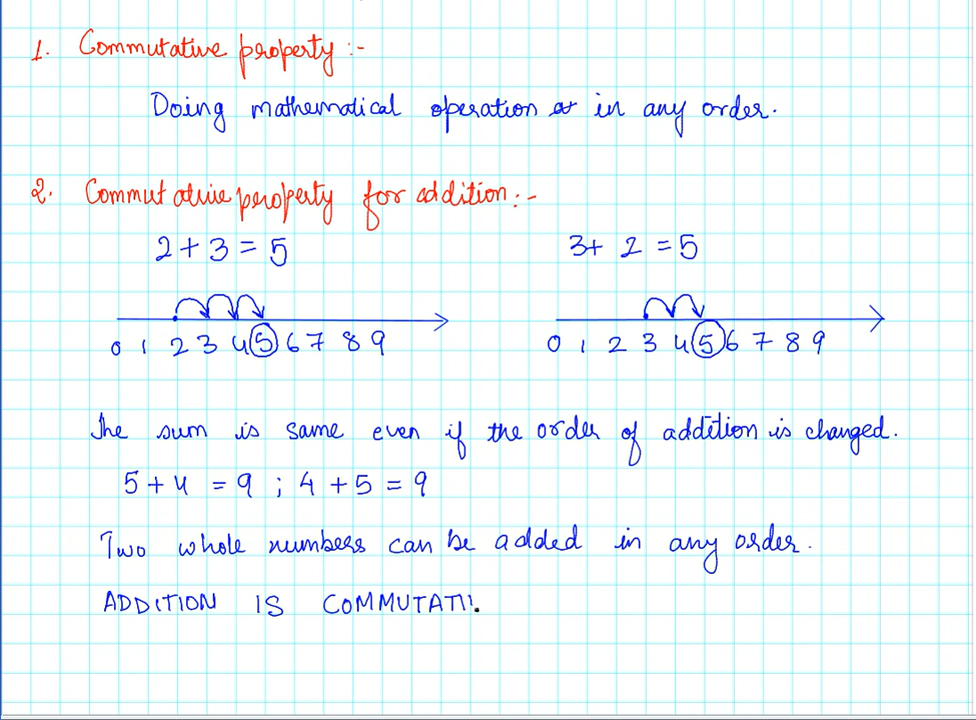 1. Commutative property :-
Doing mathematical operation in any order.
2. Commutative property for addition :-
2 + 3 = 5
3 + 2 = 5
0 1 2 3 4 5 6 7 8 9
0 1 2 3 4 5 6 7 8 9
The sum is same even if the order of addition is changed.
5 + 4 = 9 ; 4 + 5 = 9
Two whole numbers can be added in any order.
ADDITION IS COMMUTATI